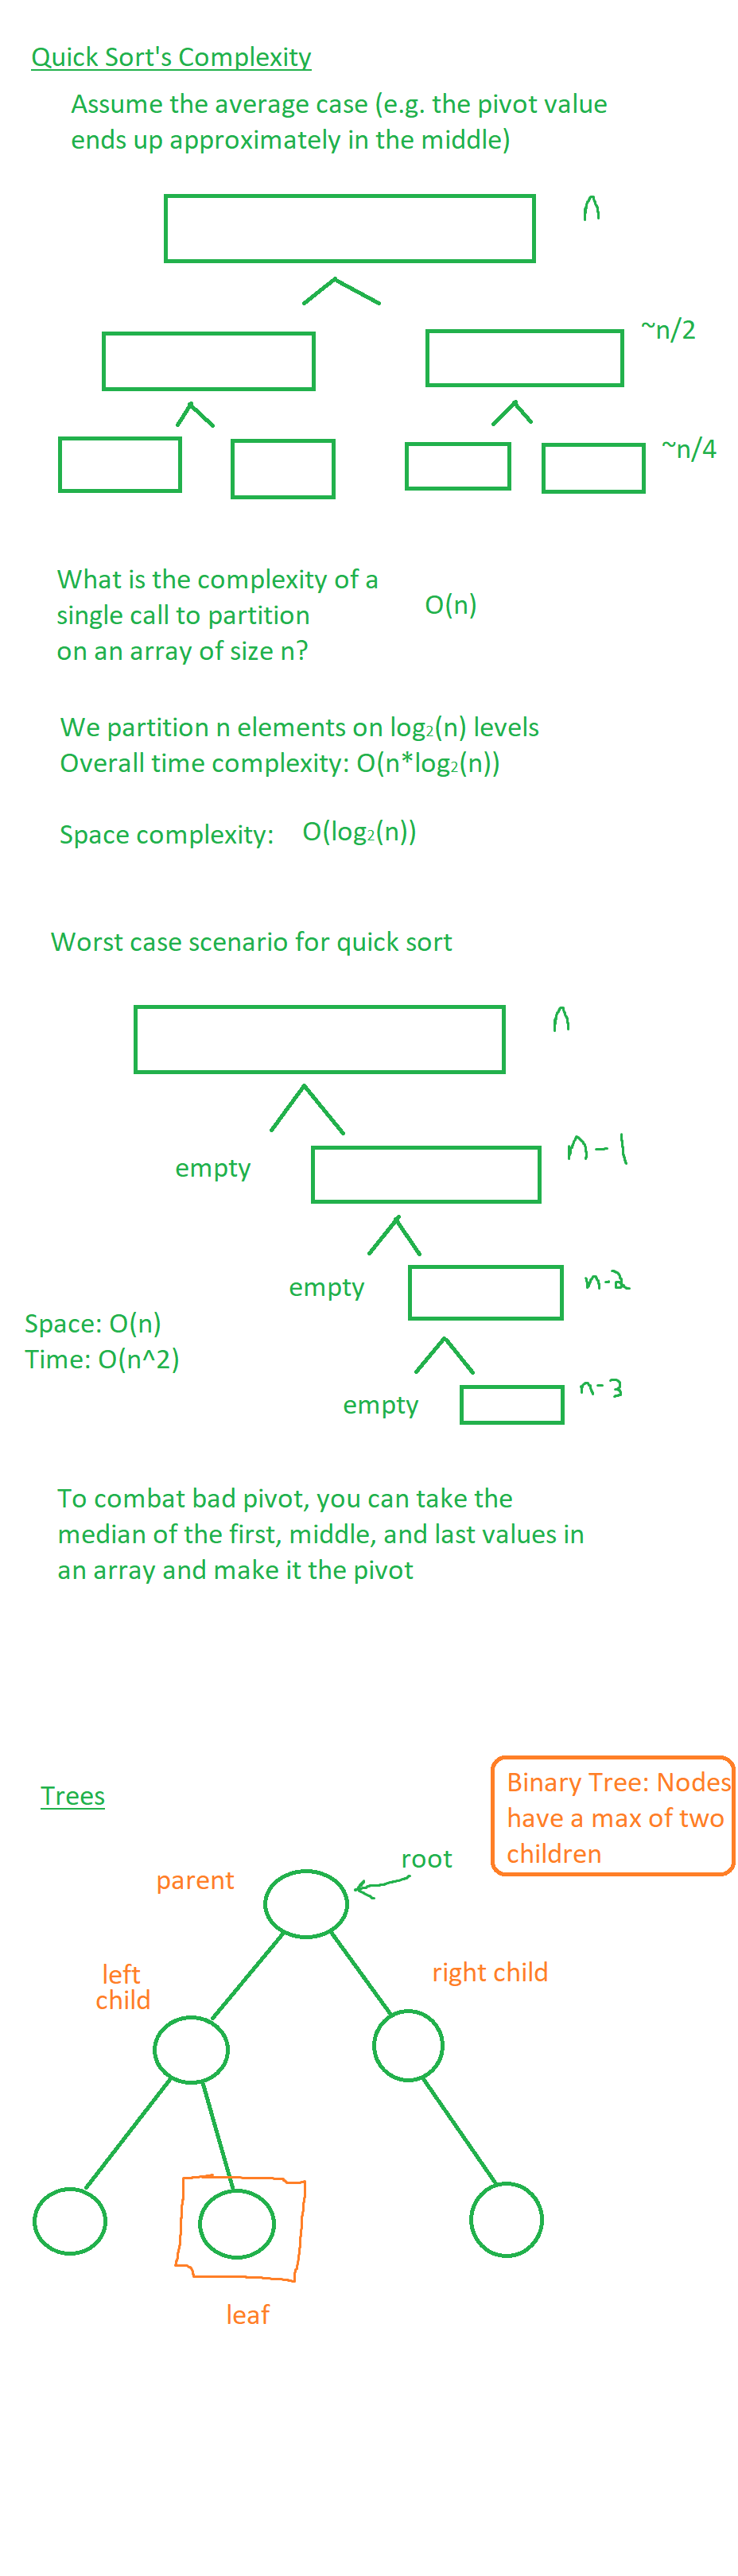 Quick Sort's Complexity
Assume the average case (e.g. the pivot value
ends up approximately in the middle)
n
~n/2
~n/4
What is the complexity of a
single call to partition
on an array of size n?
O(n)
We partition n elements on log₂(n) levels
Overall time complexity: O(n*log₂(n))
Space complexity: O(log₂(n))
Worst case scenario for quick sort
n
n-1
empty
n-2
empty
Space: O(n)
Time: O(n^2)
n-3
empty
To combat bad pivot, you can take the
median of the first, middle, and last values in
an array and make it the pivot
Trees
Binary Tree: Nodes
have a max of two
children
root
parent
left
child
right child
leaf